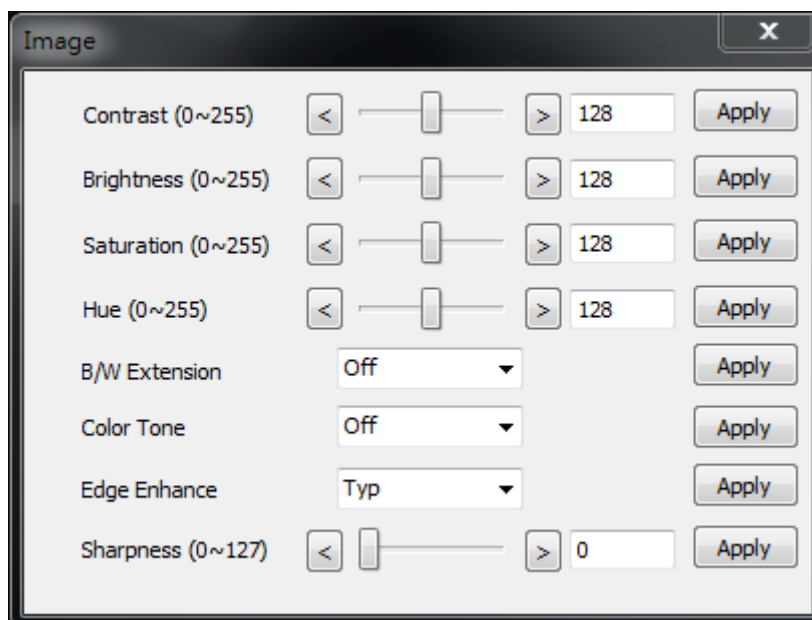 Image
X
Contrast (0~255) < > 128 Apply
Brightness (0~255) < > 128 Apply
Saturation (0~255) < > 128 Apply
Hue (0~255) < > 128 Apply
B/W Extension Off Apply
Color Tone Off Apply
Edge Enhance Typ Apply
Sharpness (0~127) < > 0 Apply